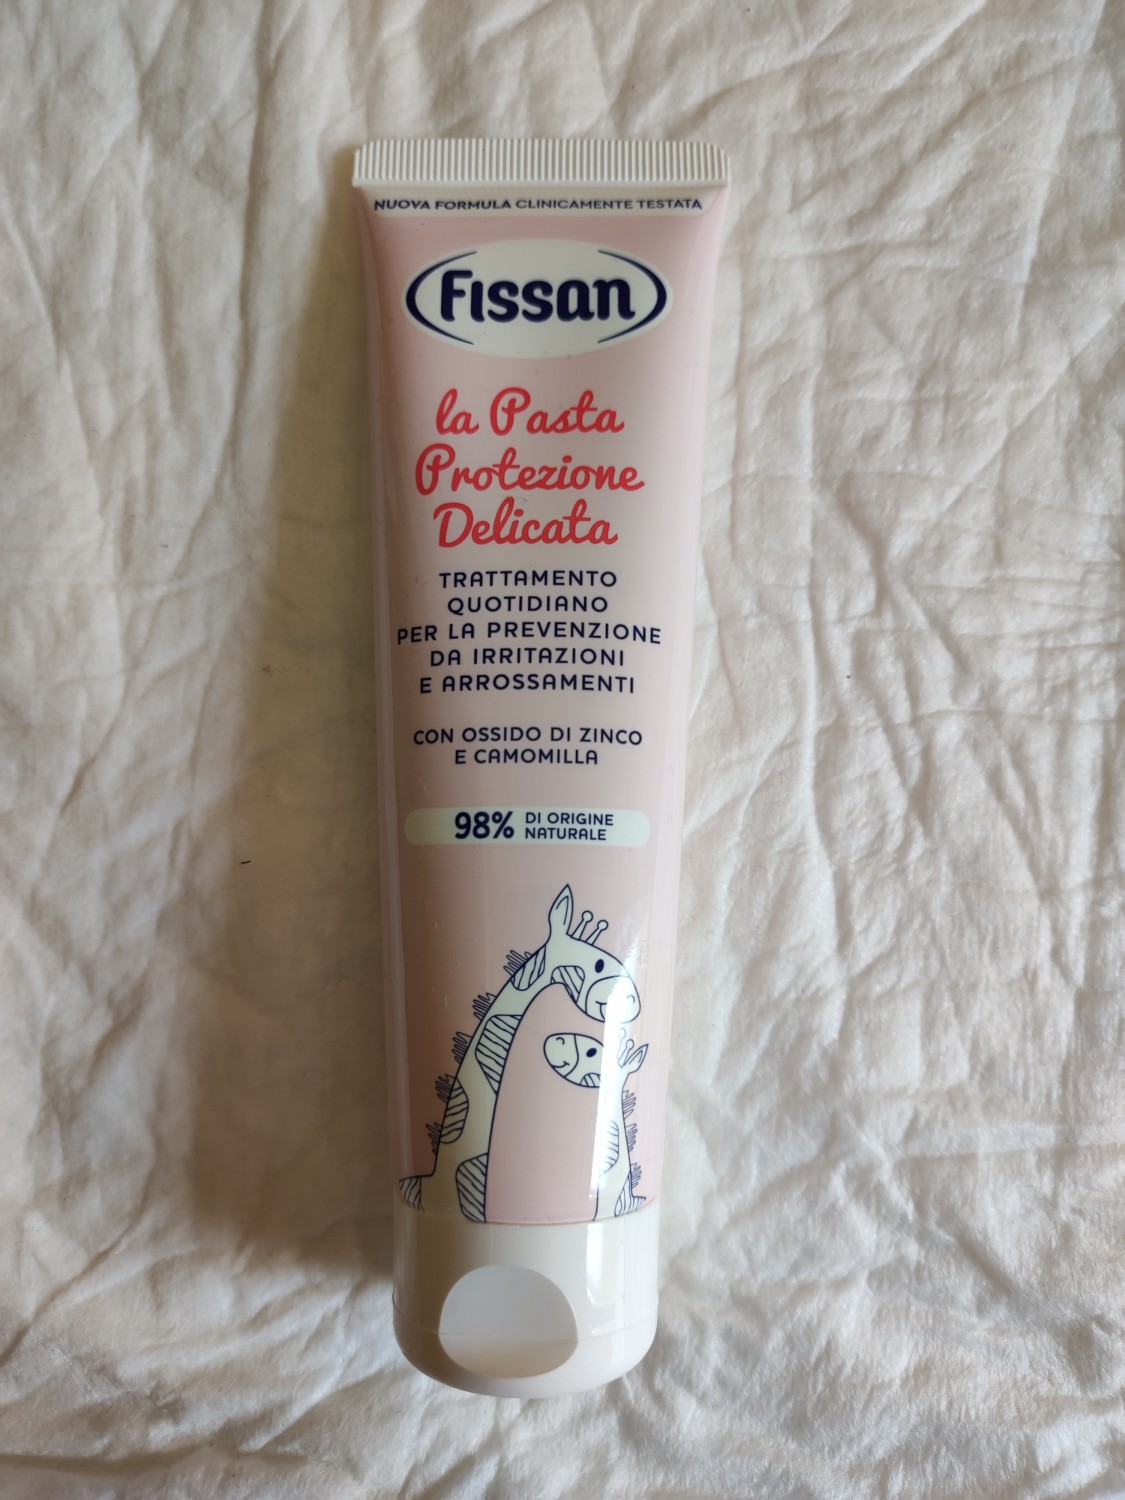 NUOVA FORMULA CLINICAMENTE TESTATA
Fissan
la Pasta
Protezione
Delicata
TRATTAMENTO
QUOTIDIANO
PER LA PREVENZIONE
DA IRRITAZIONI
E ARROSSAMENTI
CON OSSIDO DI ZINCO
E CAMOMILLA
98% DI ORIGINE
NATURALE